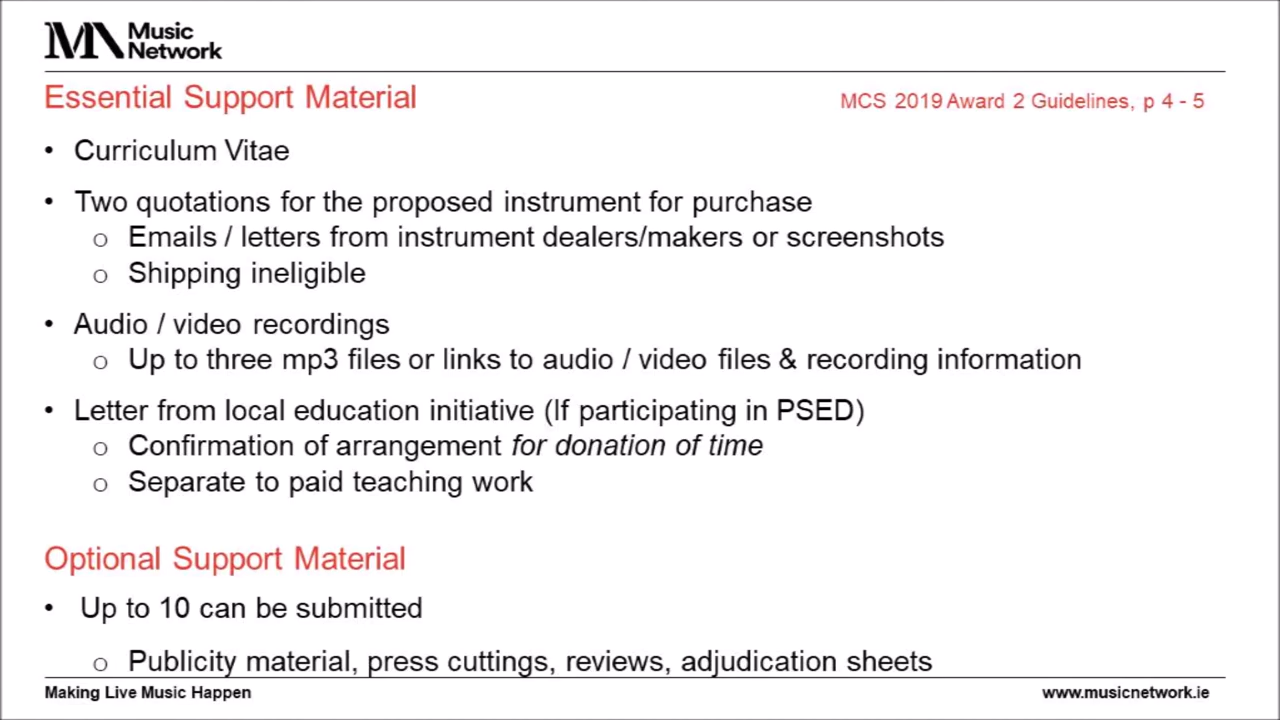 Music
Network
Essential Support Material
MCS 2019 Award 2 Guidelines, p 4 - 5
• Curriculum Vitae
• Two quotations for the proposed instrument for purchase
o Emails / letters from instrument dealers/makers or screenshots
o Shipping ineligible
• Audio / video recordings
o Up to three mp3 files or links to audio / video files & recording information
• Letter from local education initiative (If participating in PSED)
o Confirmation of arrangement for donation of time
o Separate to paid teaching work
Optional Support Material
• Up to 10 can be submitted
o Publicity material, press cuttings, reviews, adjudication sheets
Making Live Music Happen
www.musicnetwork.ie